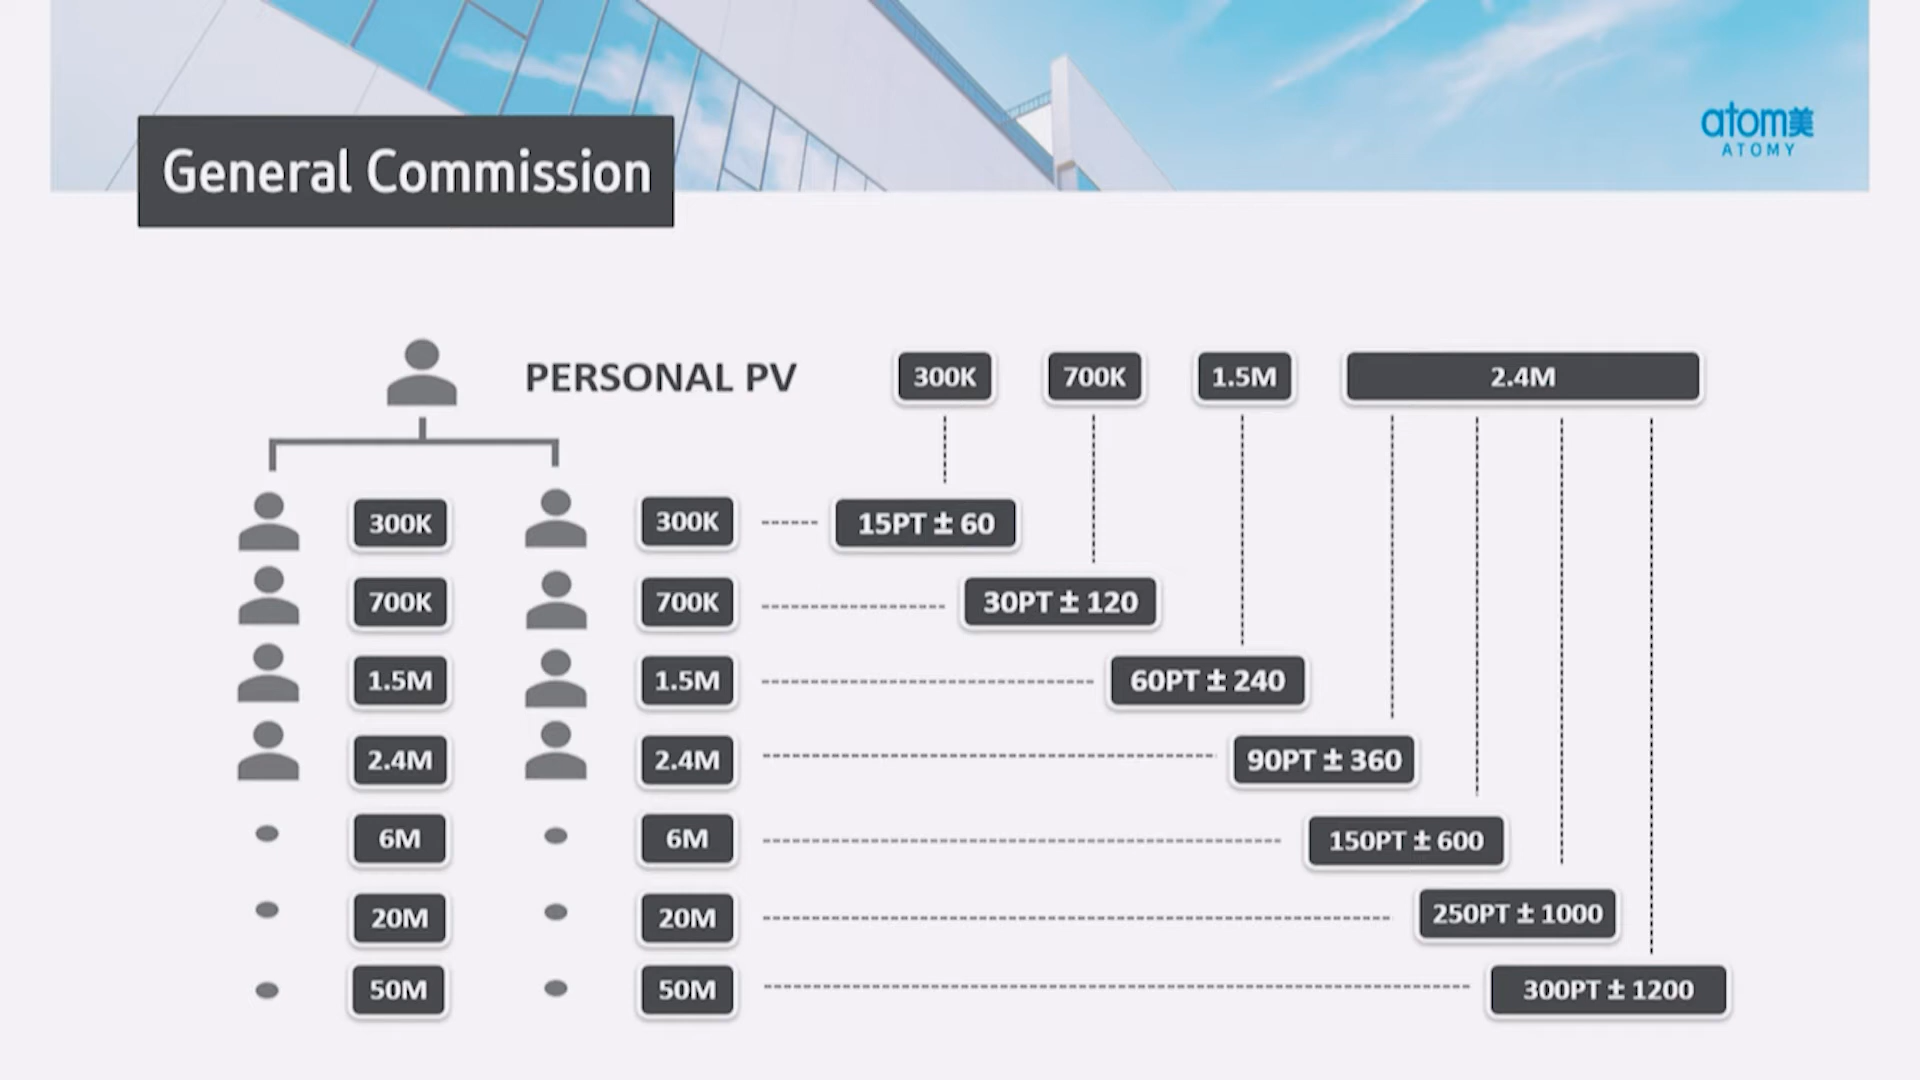 atom美
ATOMY
General Commission
PERSONAL PV 300K 700K 1.5M 2.4M
300K 300K 15PT ± 60
700K 700K 30PT ± 120
1.5M 1.5M 60PT ± 240
2.4M 2.4M 90PT ± 360
6M 6M 150PT ± 600
20M 20M 250PT ± 1000
50M 50M 300PT ± 1200